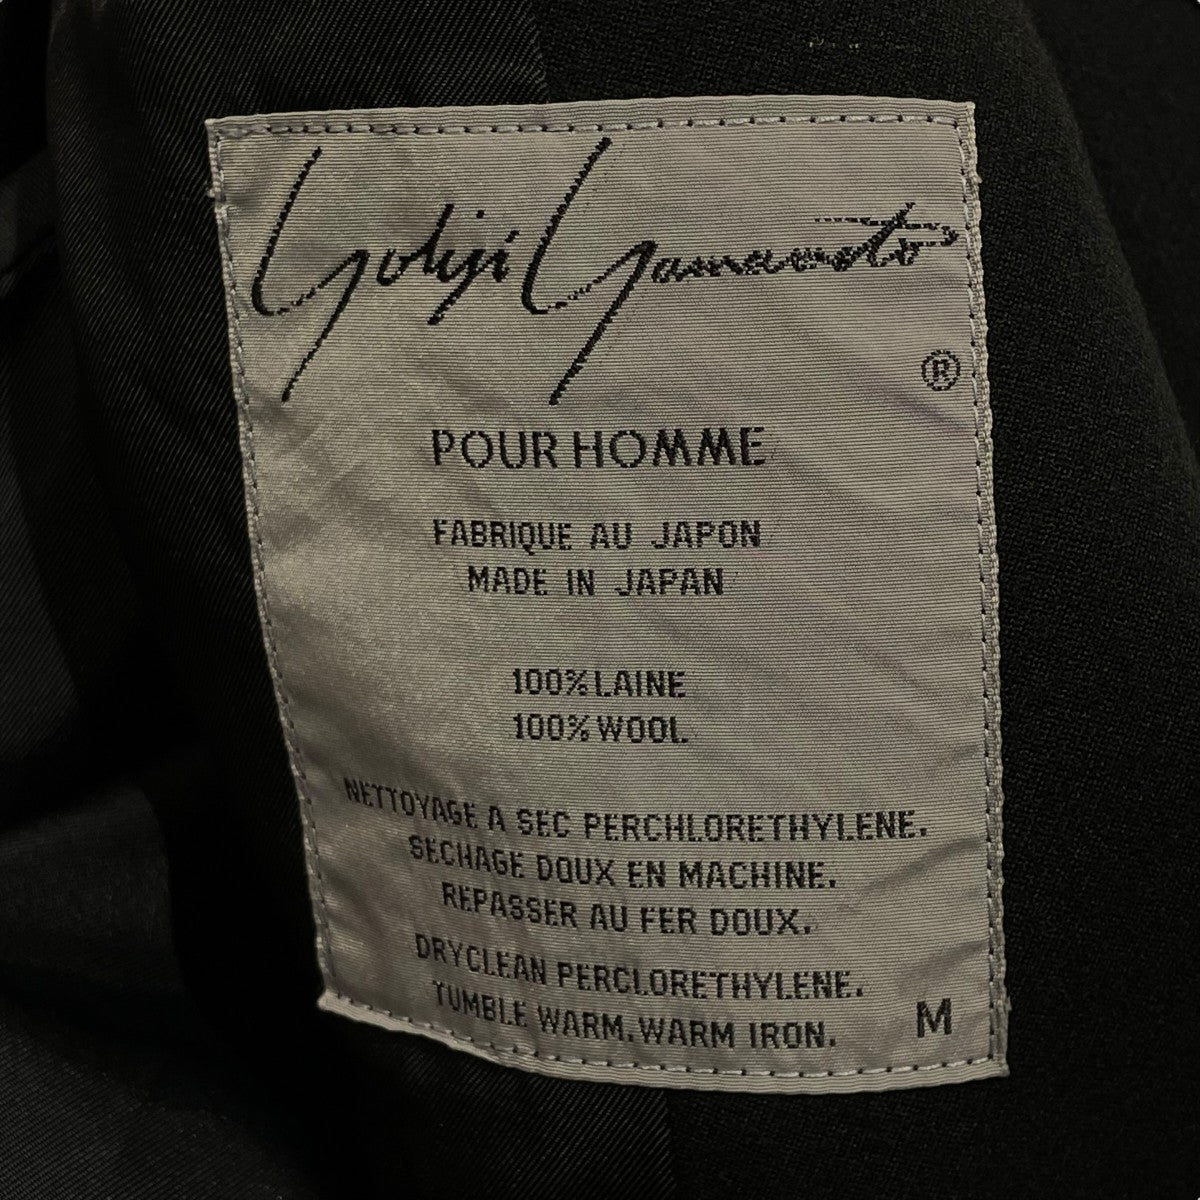 Yohji Yamamoto
®
POUR HOMME
FABRIQUE AU JAPON
MADE IN JAPAN
100% LAINE
100% WOOL
NETTOYAGE A SEC PERCHLORETHYLENE.
SECHAGE DOUX EN MACHINE.
REPASSER AU FER DOUX.
DRYCLEAN PERCLORETHYLENE.
TUMBLE WARM. WARM IRON.
M